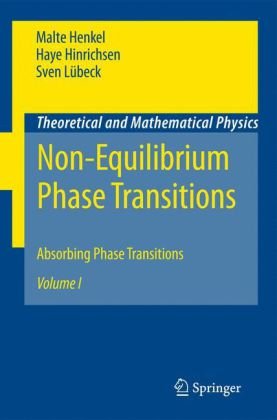 Malte Henkel
Haye Hinrichsen
Sven Lübeck
Theoretical and Mathematical Physics
Non-Equilibrium
Phase Transitions
Absorbing Phase Transitions
Volume I
Springer